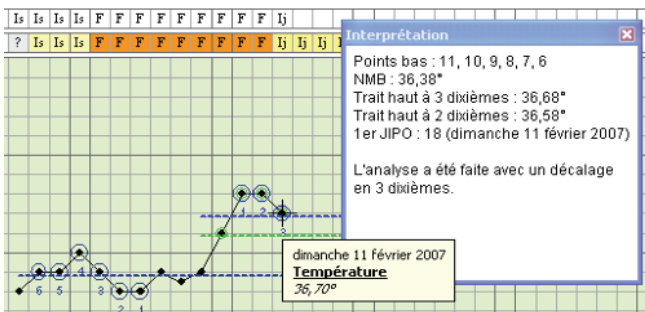 Is Is Is Is F F F F F F F F F Ij
? Is Is Is F F F F F F F F F Ij Ij Ij
Interprétation
Points bas : 11, 10, 9, 8, 7, 6
NMB : 36,38°
Trait haut à 3 dixièmes : 36,68°
Trait haut à 2 dixièmes : 36,58°
1er JIPO : 18 (dimanche 11 février 2007)
L'analyse a été faite avec un décalage
en 3 dixièmes.
1 2 3
6 5 4 3 2 1
dimanche 11 février 2007
Température
36,70°